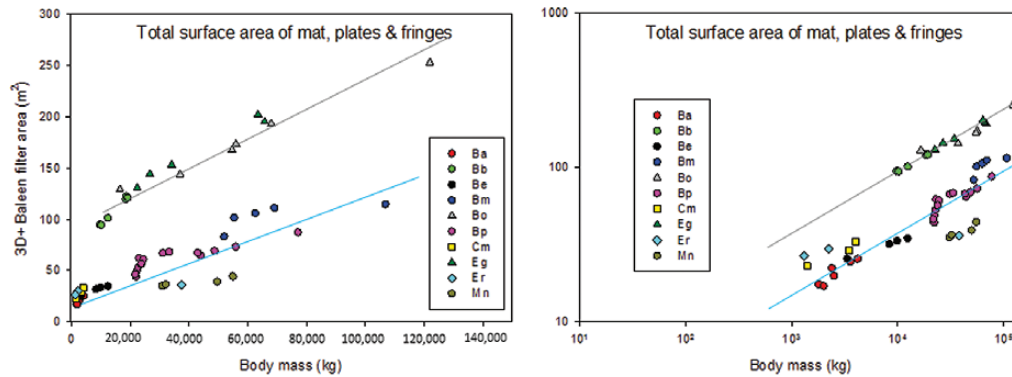 Total surface area of mat, plates & fringes
3D+ Balen filter area (m²)
300
250
200
150
100
50
0
0
20,000
40,000
60,000
80,000
100,000
120,000
140,000
Body mass (kg)
Ba
Bb
Be
Bm
Bo
Bp
Cm
Eg
Er
Mn
Total surface area of mat, plates & fringes
1000
100
10
10¹
10²
10³
10⁴
Body mass (kg)
Ba
Bb
Be
Bm
Bo
Bp
Cm
Eg
Er
Mn